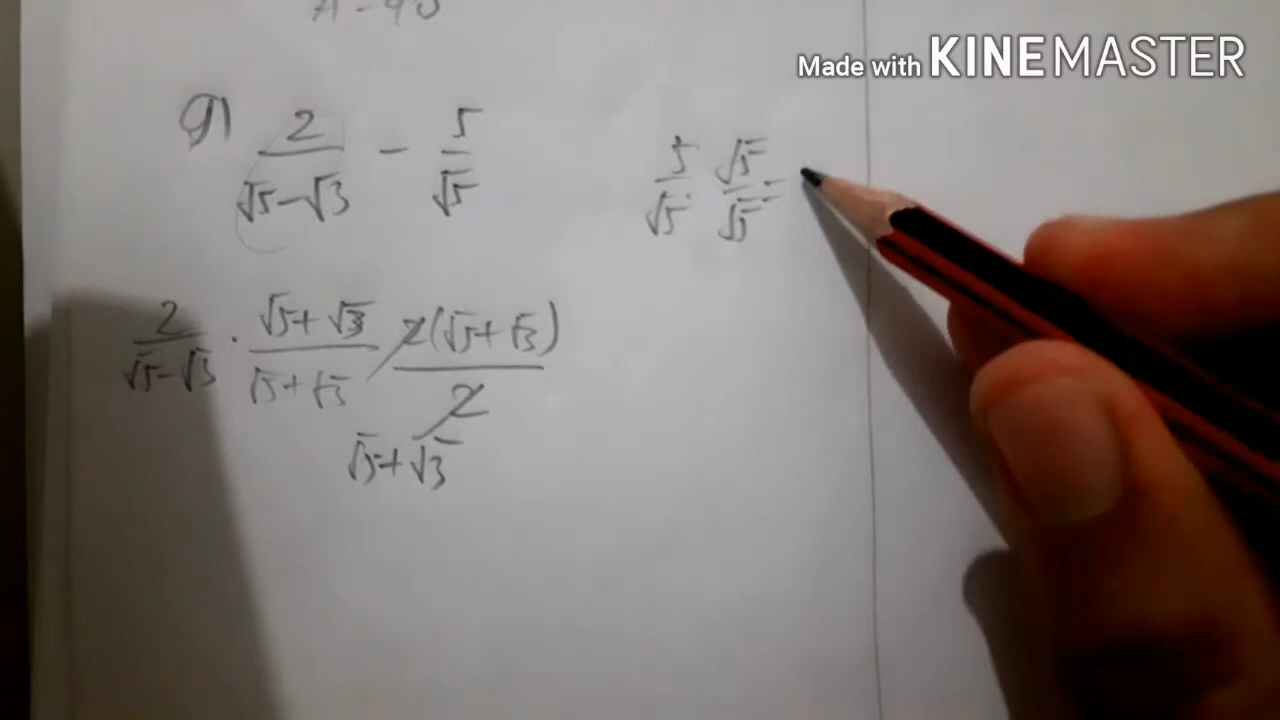 Made with KINEMASTER
g) 2/(√5-√3) - 5/√5
5/√5 · √5/√5 =
2/(√5-√3) · (√5+√3)/(√5+√3) 2(√5+√3)/2
√5+√3